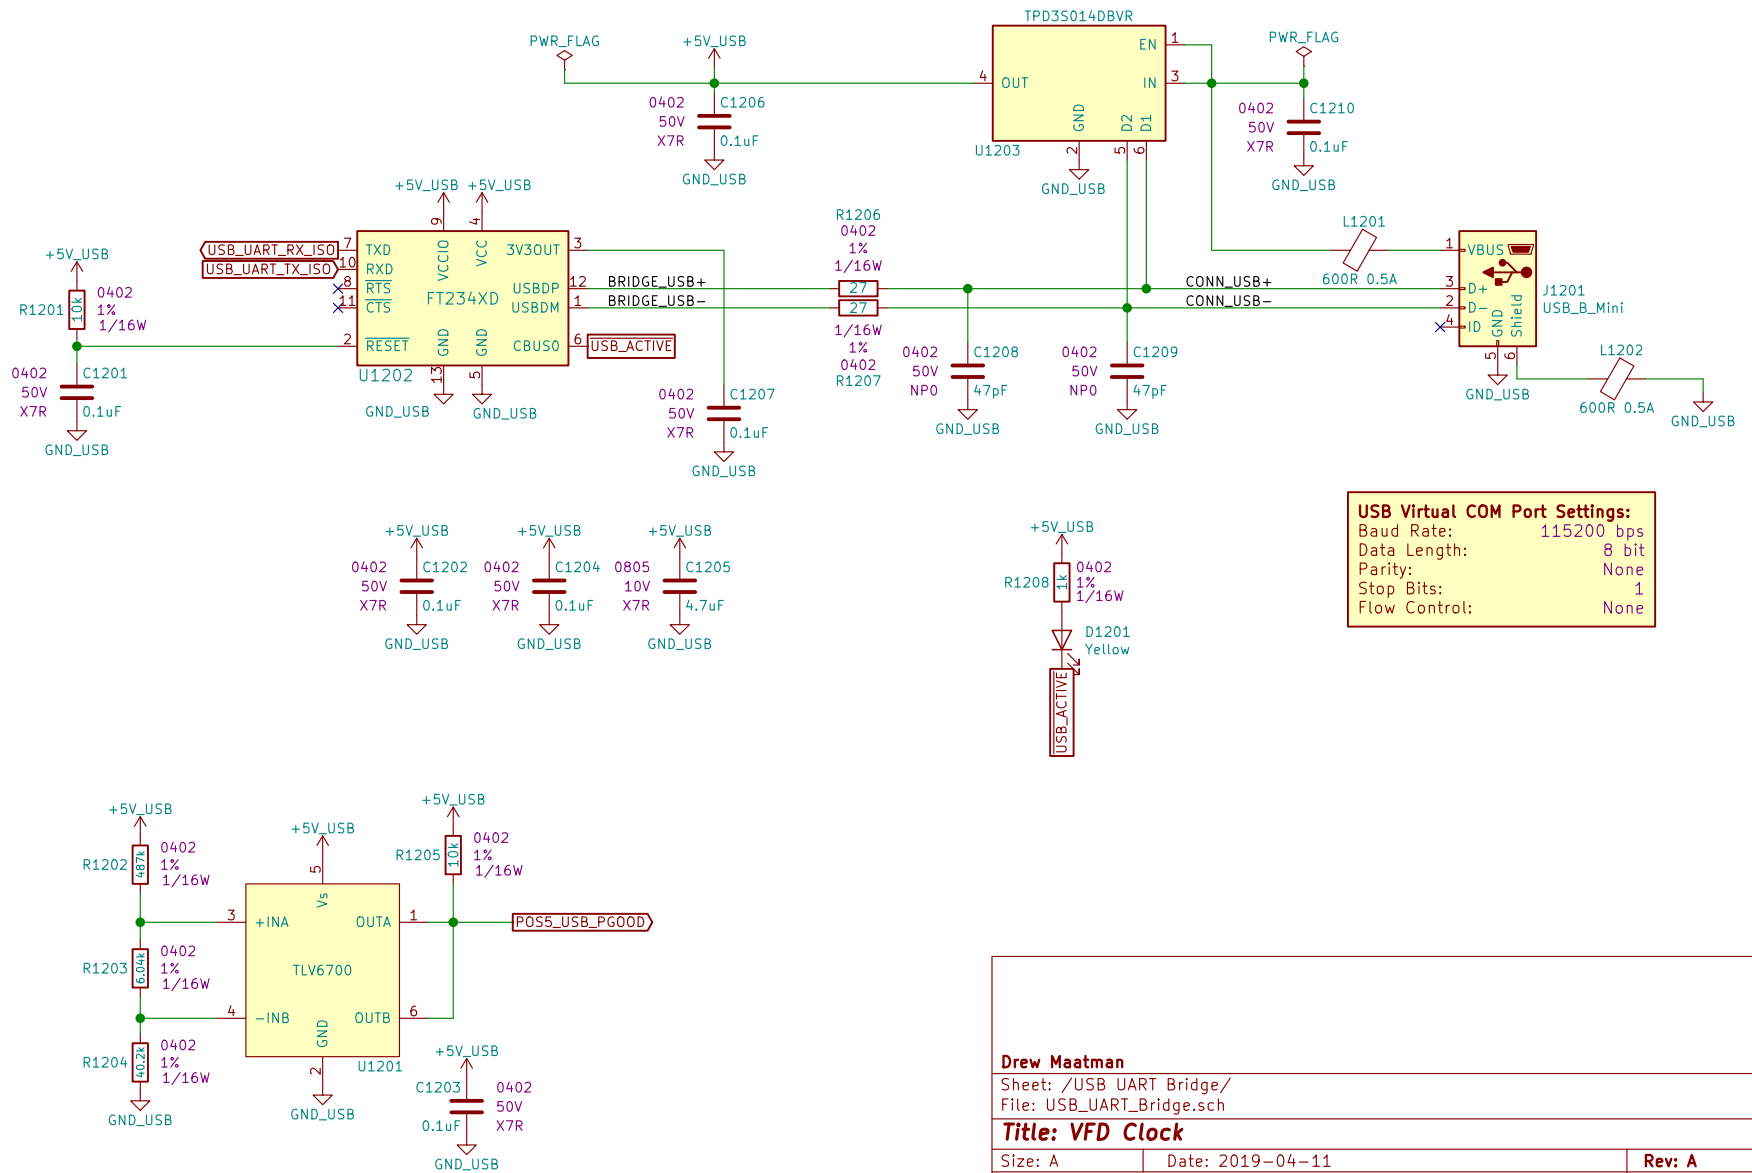 TPD3S014DBVR
PWR_FLAG
+5V_USB
EN 1
4 OUT
IN 3
GND
D2
D1
2
5
6
U1203
GND_USB
0402
50V
X7R
C1206
0.1uF
GND_USB
PWR_FLAG
0402
50V
X7R
C1210
0.1uF
GND_USB
+5V_USB
+5V_USB
9
4
USB_UART_RX_ISO
7 TXD
USB_UART_TX_ISO
10 RXD
8 RTS
11 CTS
2 RESET
VCCIO
VCC
FT234XD
GND
GND
3V3OUT 3
USBDP 12
USBDM 1
CBUS0 6
USB_ACTIVE
13
5
U1202
GND_USB
GND_USB
+5V_USB
R1201
10k
0402
1%
1/16W
0402
50V
X7R
C1201
0.1uF
GND_USB
BRIDGE_USB+
BRIDGE_USB-
0402
50V
X7R
C1207
0.1uF
GND_USB
R1206
0402
1%
1/16W
27
27
1/16W
1%
0402
R1207
CONN_USB+
CONN_USB-
0402
50V
NP0
C1208
47pF
GND_USB
0402
50V
NP0
C1209
47pF
GND_USB
L1201
600R 0.5A
1 VBUS
3 D+
2 D-
4 ID
GND
Shield
5
6
J1201
USB_B_Mini
GND_USB
L1202
600R 0.5A
GND_USB
+5V_USB
0402
50V
X7R
C1202
0.1uF
GND_USB
+5V_USB
0402
50V
X7R
C1204
0.1uF
GND_USB
+5V_USB
0805
10V
X7R
C1205
4.7uF
GND_USB
+5V_USB
R1208
1k
0402
1%
1/16W
D1201
Yellow
USB_ACTIVE
USB Virtual COM Port Settings:
Baud Rate: 115200 bps
Data Length: 8 bit
Parity: None
Stop Bits: 1
Flow Control: None
+5V_USB
R1202
487k
0402
1%
1/16W
R1203
6.04k
0402
1%
1/16W
R1204
40.2k
0402
1%
1/16W
GND_USB
+5V_USB
5
Vs
3 +INA
4 -INB
TLV6700
OUTA 1
OUTB 6
GND
2
U1201
GND_USB
+5V_USB
R1205
10k
0402
1%
1/16W
POS5_USB_PGOOD
+5V_USB
C1203
0.1uF
0402
50V
X7R
GND_USB
Drew Maatman
Sheet: /USB UART Bridge/
File: USB_UART_Bridge.sch
Title: VFD Clock
Size: A Date: 2019-04-11 Rev: A